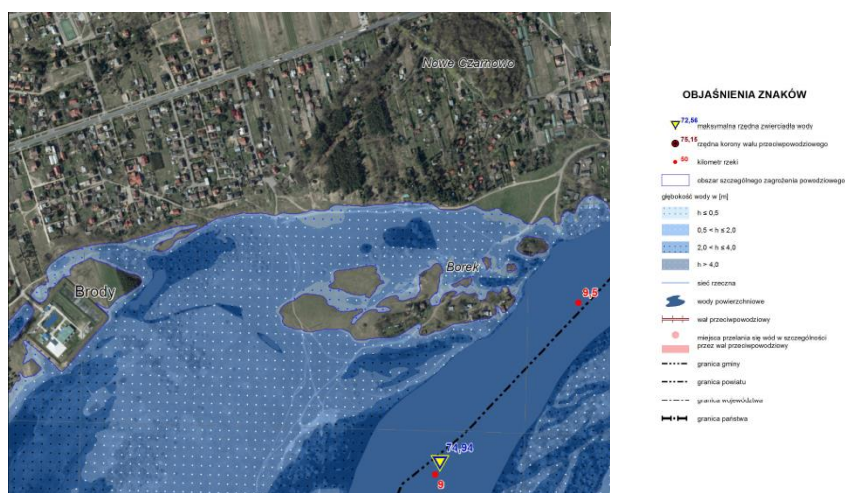 Nowe Czarnowo
Borek
Brody
9,5
74,94
9
OBJAŚNIENIA ZNAKÓW
72,56
maksymalna rzędna zwierciadła wody
75,15
rzędna korony wału przeciwpowodziowego
50
kilometr rzeki
obszar szczególnego zagrożenia powodziowego
głębokość wody w [m]
h ≤ 0,5
0,5 < h ≤ 2,0
2,0 < h ≤ 4,0
h > 4,0
sieć rzeczna
wody powierzchniowe
wał przeciwpowodziowy
miejsca przelania się wód w szczególności
przez wał przeciwpowodziowy
granica gminy
granica powiatu
granica województwa
granica państwa